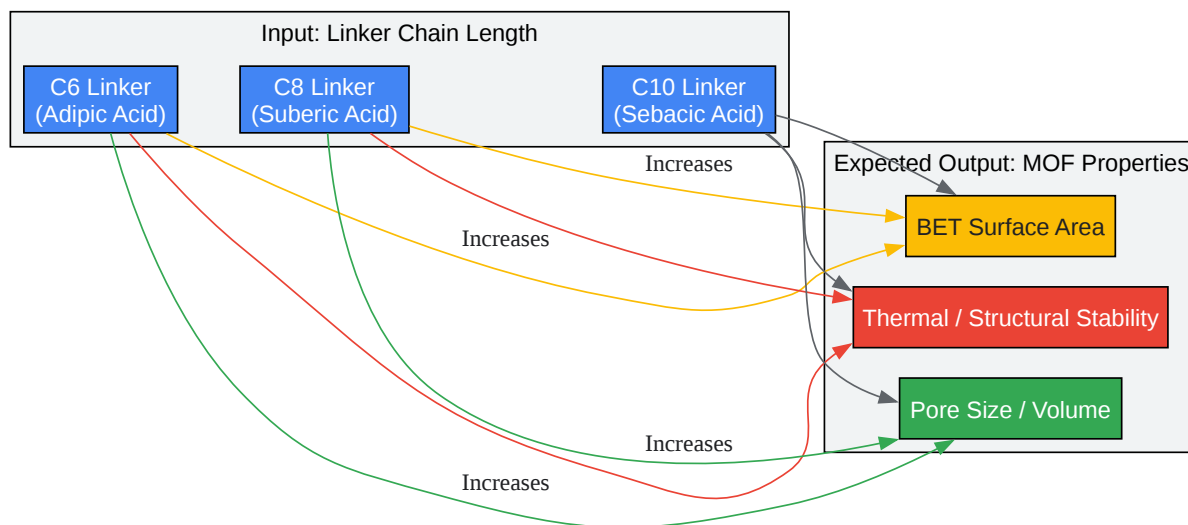 Input: Linker Chain Length
C6 Linker
(Adipic Acid)
C8 Linker
(Suberic Acid)
C10 Linker
(Sebacic Acid)
Increases
Expected Output: MOF Properties
BET Surface Area
Increases
Thermal / Structural Stability
Pore Size / Volume
Increases
Increases